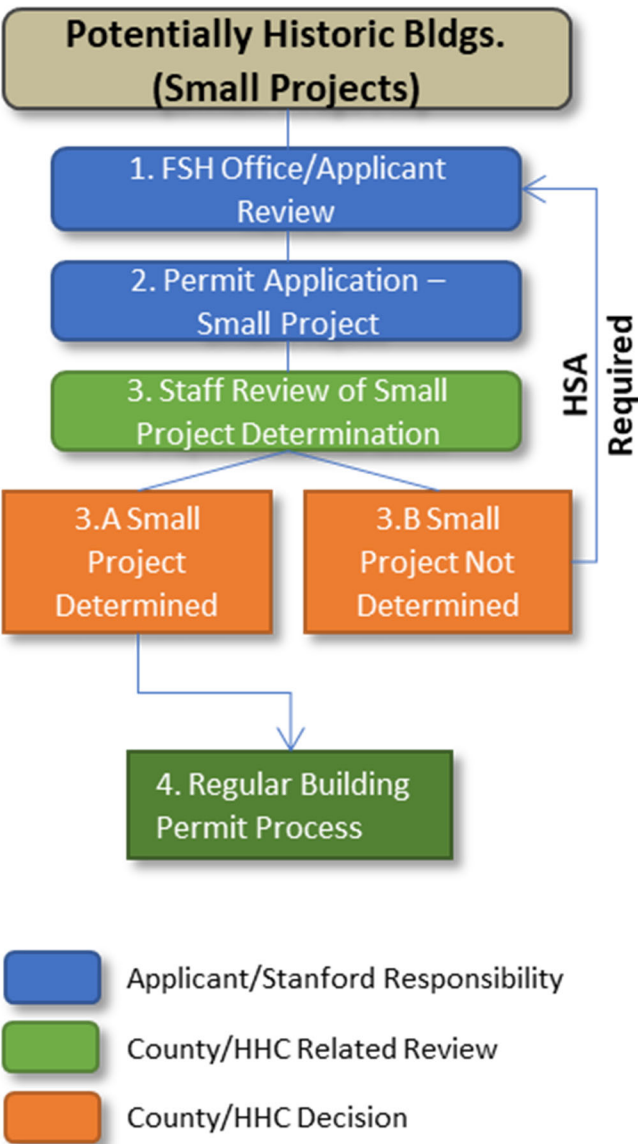 Potentially Historic Bldgs.
(Small Projects)
1. FSH Office/Applicant
Review
2. Permit Application –
Small Project
3. Staff Review of Small
Project Determination
HSA
Required
3.A Small
Project
Determined
3.B Small
Project Not
Determined
4. Regular Building
Permit Process
Applicant/Stanford Responsibility
County/HHC Related Review
County/HHC Decision